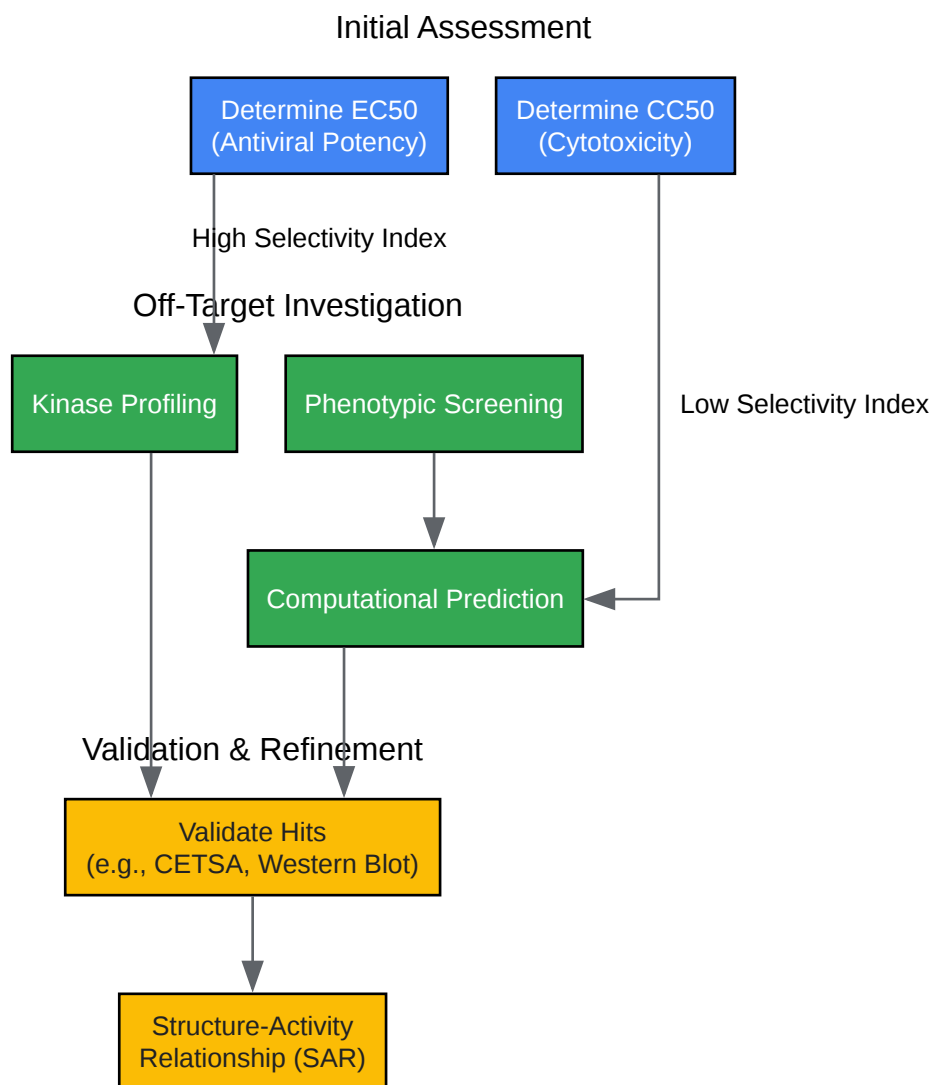 Initial Assessment
Determine EC50
(Antiviral Potency)
Determine CC50
(Cytotoxicity)
High Selectivity Index
Off-Target Investigation
Kinase Profiling
Phenotypic Screening
Low Selectivity Index
Computational Prediction
Validation & Refinement
Validate Hits
(e.g., CETSA, Western Blot)
Structure-Activity
Relationship (SAR)